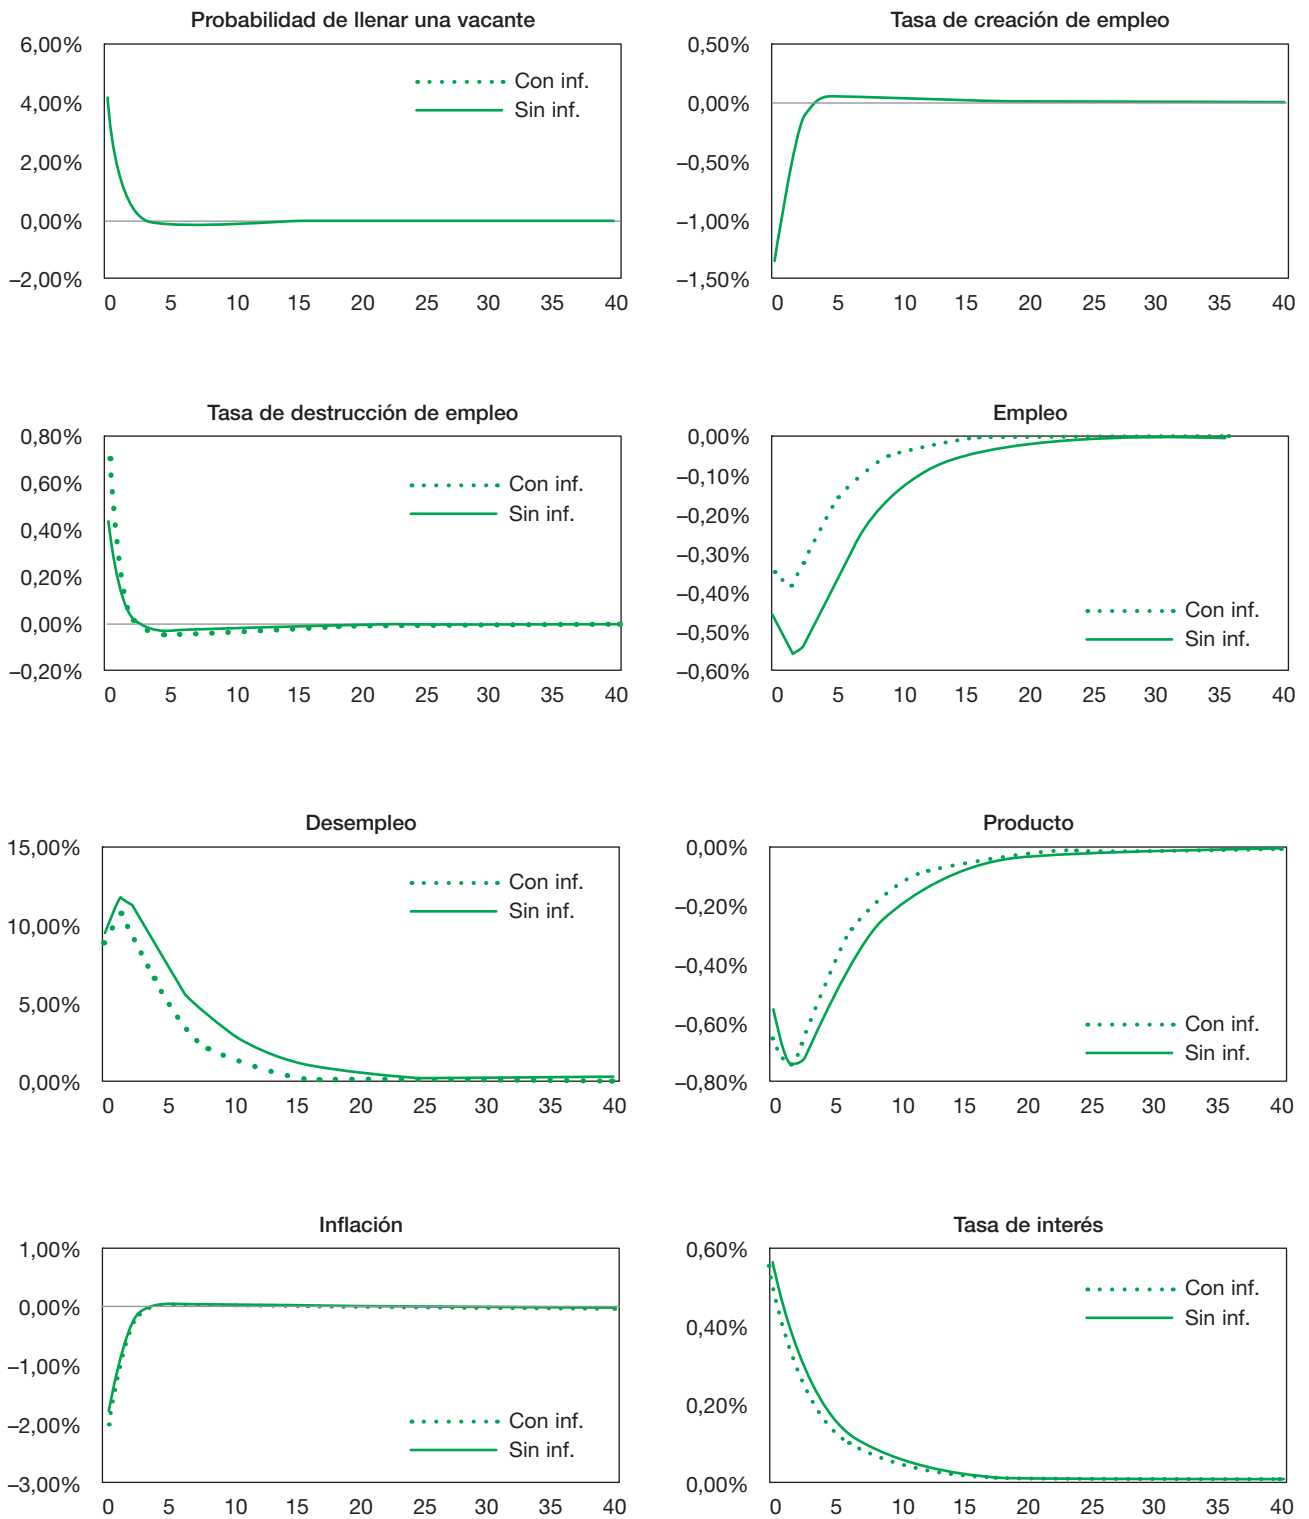 Probabilidad de llenar una vacante
6,00%
4,00%
2,00%
0,00%
–2,00%
Con inf.
Sin inf.
0 5 10 15 20 25 30 35 40
Tasa de creación de empleo
0,50%
0,00%
–0,50%
–1,00%
–1,50%
0 5 10 15 20 25 30 35 40
Tasa de destrucción de empleo
0,80%
0,60%
0,40%
0,20%
0,00%
–0,20%
Con inf.
Sin inf.
0 5 10 15 20 25 30 35 40
Empleo
0,00%
–0,10%
–0,20%
–0,30%
–0,40%
–0,50%
–0,60%
Con inf.
Sin inf.
0 5 10 15 20 25 30 35 40
Desempleo
15,00%
10,00%
5,00%
0,00%
Con inf.
Sin inf.
0 5 10 15 20 25 30 35 40
Producto
0,00%
–0,20%
–0,40%
–0,60%
–0,80%
Con inf.
Sin inf.
0 5 10 15 20 25 30 35 40
Inflación
1,00%
0,00%
–1,00%
–2,00%
–3,00%
Con inf.
Sin inf.
0 5 10 15 20 25 30 35 40
Tasa de interés
0,60%
0,40%
0,20%
0,00%
Con inf.
Sin inf.
0 5 10 15 20 25 30 35 40